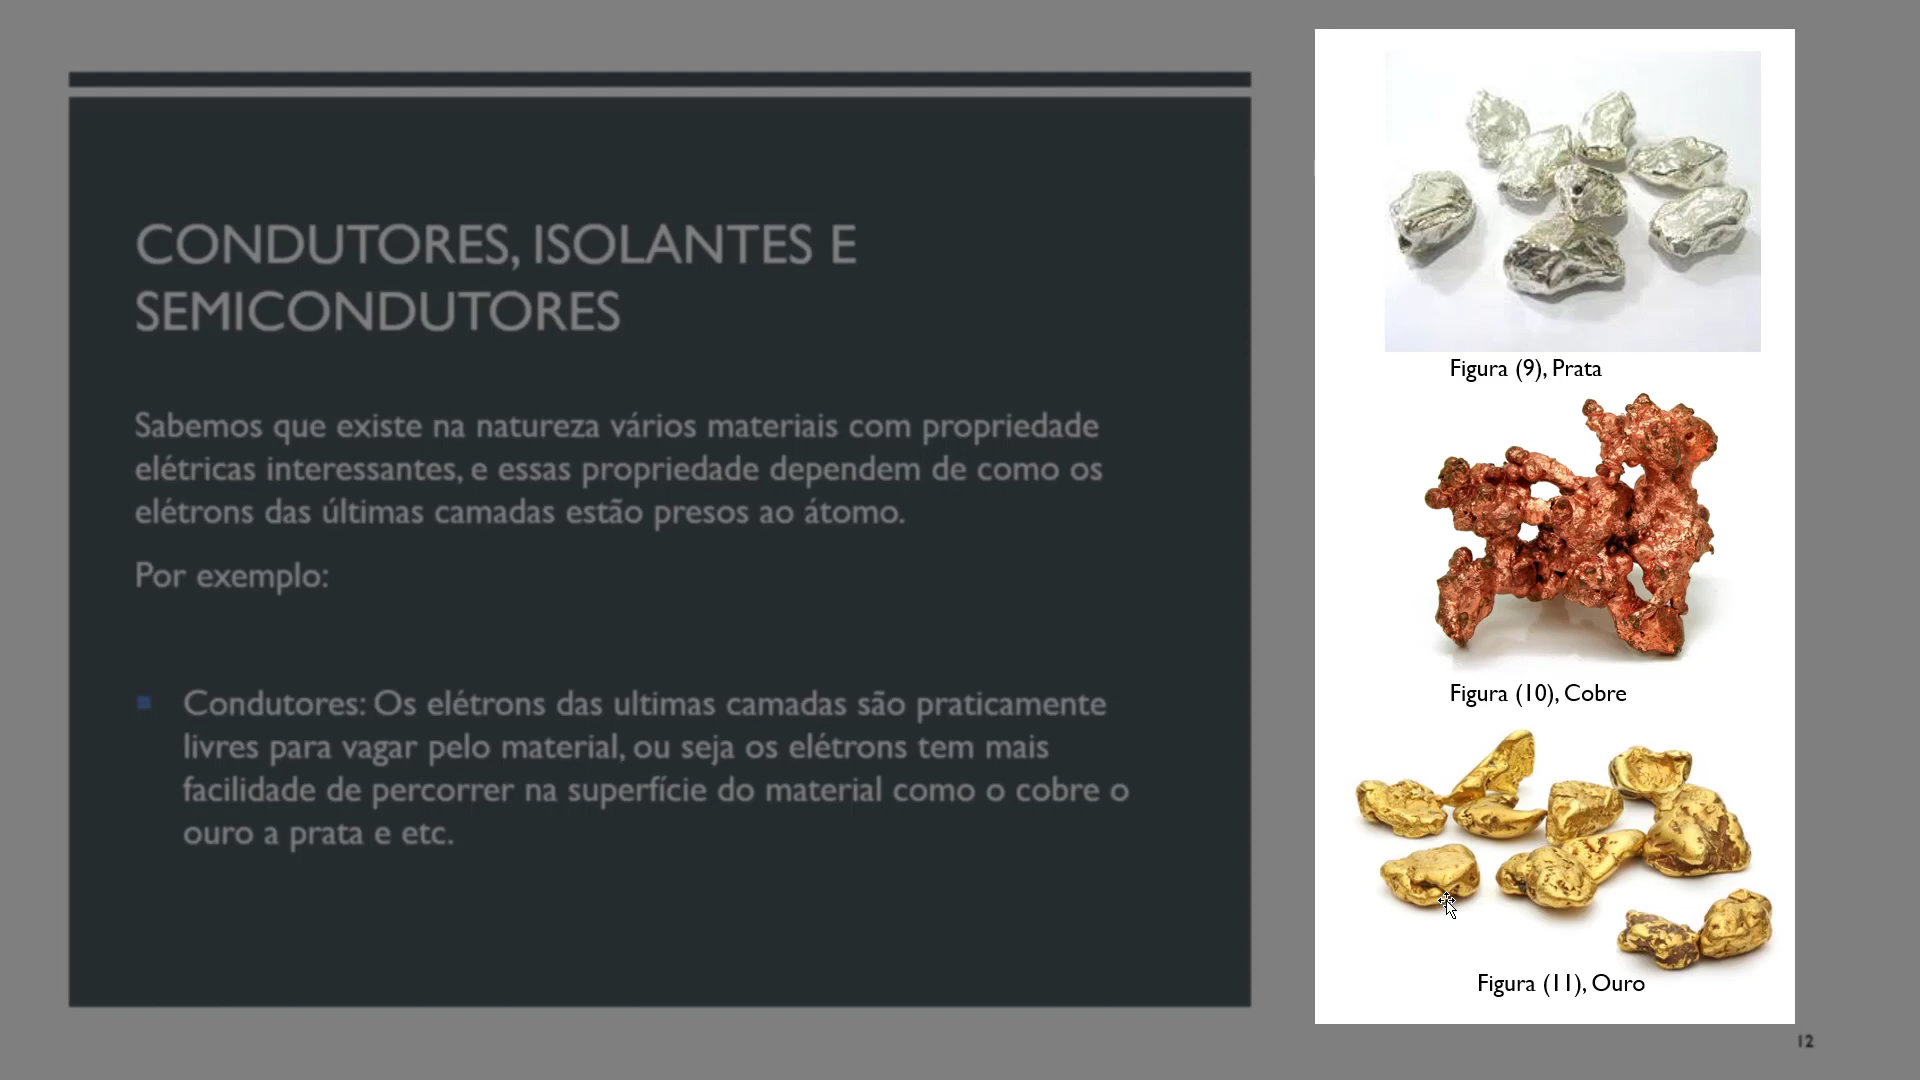 CONDUTORES, ISOLANTES E
SEMICONDUTORES
Sabemos que existe na natureza vários materiais com propriedade
elétricas interessantes, e essas propriedade dependem de como os
elétrons das últimas camadas estão presos ao átomo.
Por exemplo:
Condutores: Os elétrons das ultimas camadas são praticamente
livres para vagar pelo material, ou seja os elétrons tem mais
facilidade de percorrer na superfície do material como o cobre o
ouro a prata e etc.
Figura (9), Prata
Figura (10), Cobre
Figura (11), Ouro
12